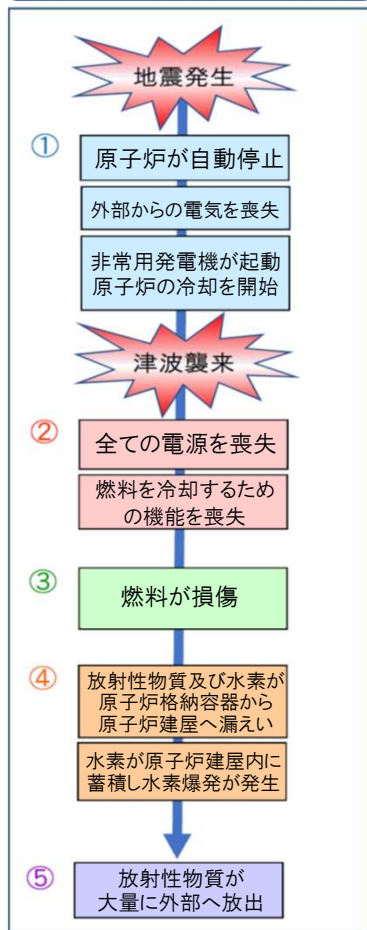 地震発生
①
原子炉が自動停止
外部からの電気を喪失
非常用発電機が起動
原子炉の冷却を開始
津波襲来
②
全ての電源を喪失
燃料を冷却するため
の機能を喪失
③
燃料が損傷
④
放射性物質及び水素が
原子炉格納容器から
原子炉建屋へ漏えい
水素が原子炉建屋内に
蓄積し水素爆発が発生
⑤
放射性物質が
大量に外部へ放出